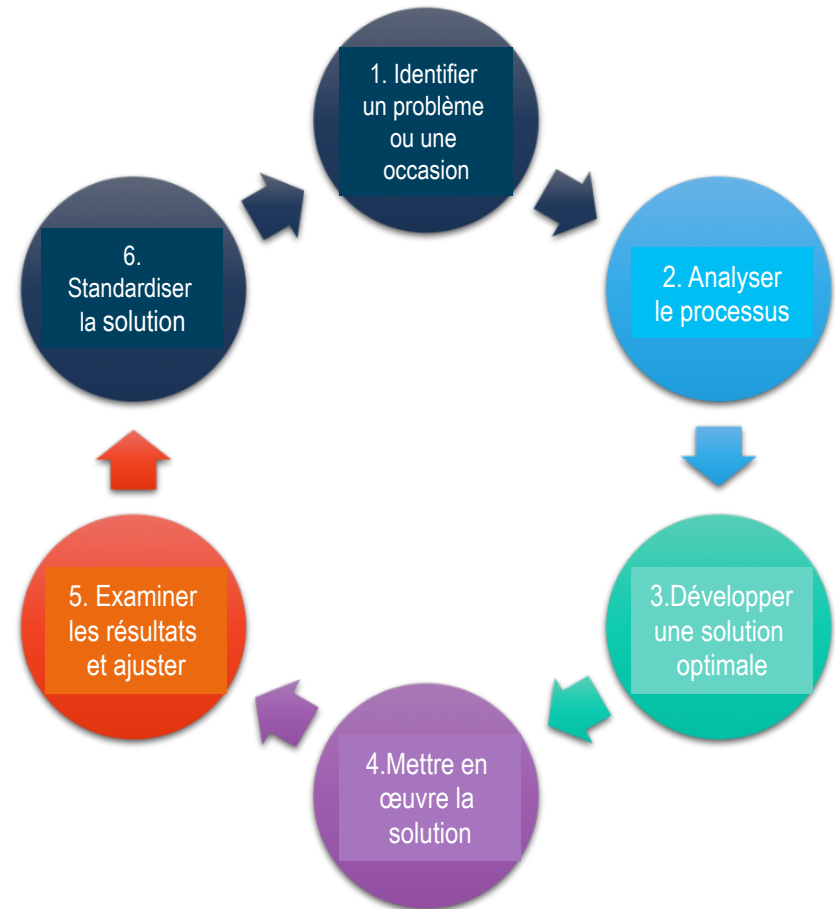 1. Identifier
un problème
ou une
occasion
2. Analyser
le processus
3.Développer
une solution
optimale
4.Mettre en
œuvre la
solution
5. Examiner
les résultats
et ajuster
6.
Standardiser
la solution